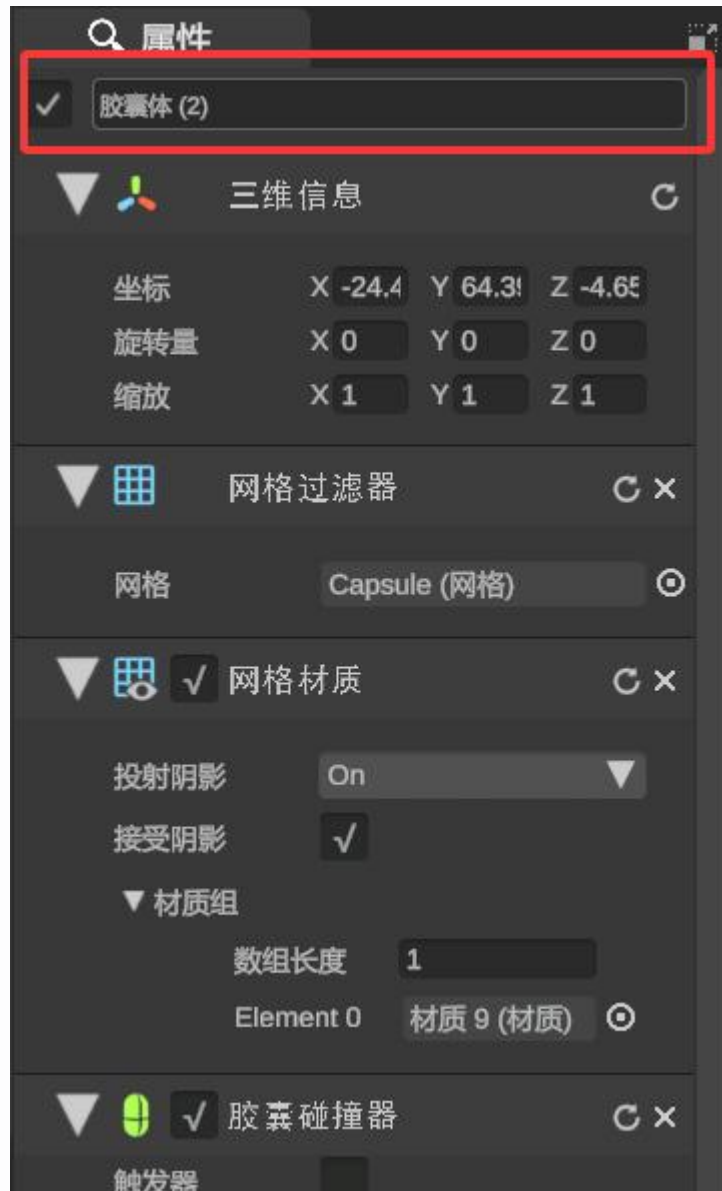 属性
胶囊体 (2)
三维信息
坐标 X -24.4 Y 64.39 Z -4.65
旋转量 X 0 Y 0 Z 0
缩放 X 1 Y 1 Z 1
网格过滤器
网格 Capsule (网格)
网格材质
投射阴影 On
接受阴影
材质组
数组长度 1
Element 0 材质 9 (材质)
胶囊碰撞器
触发器